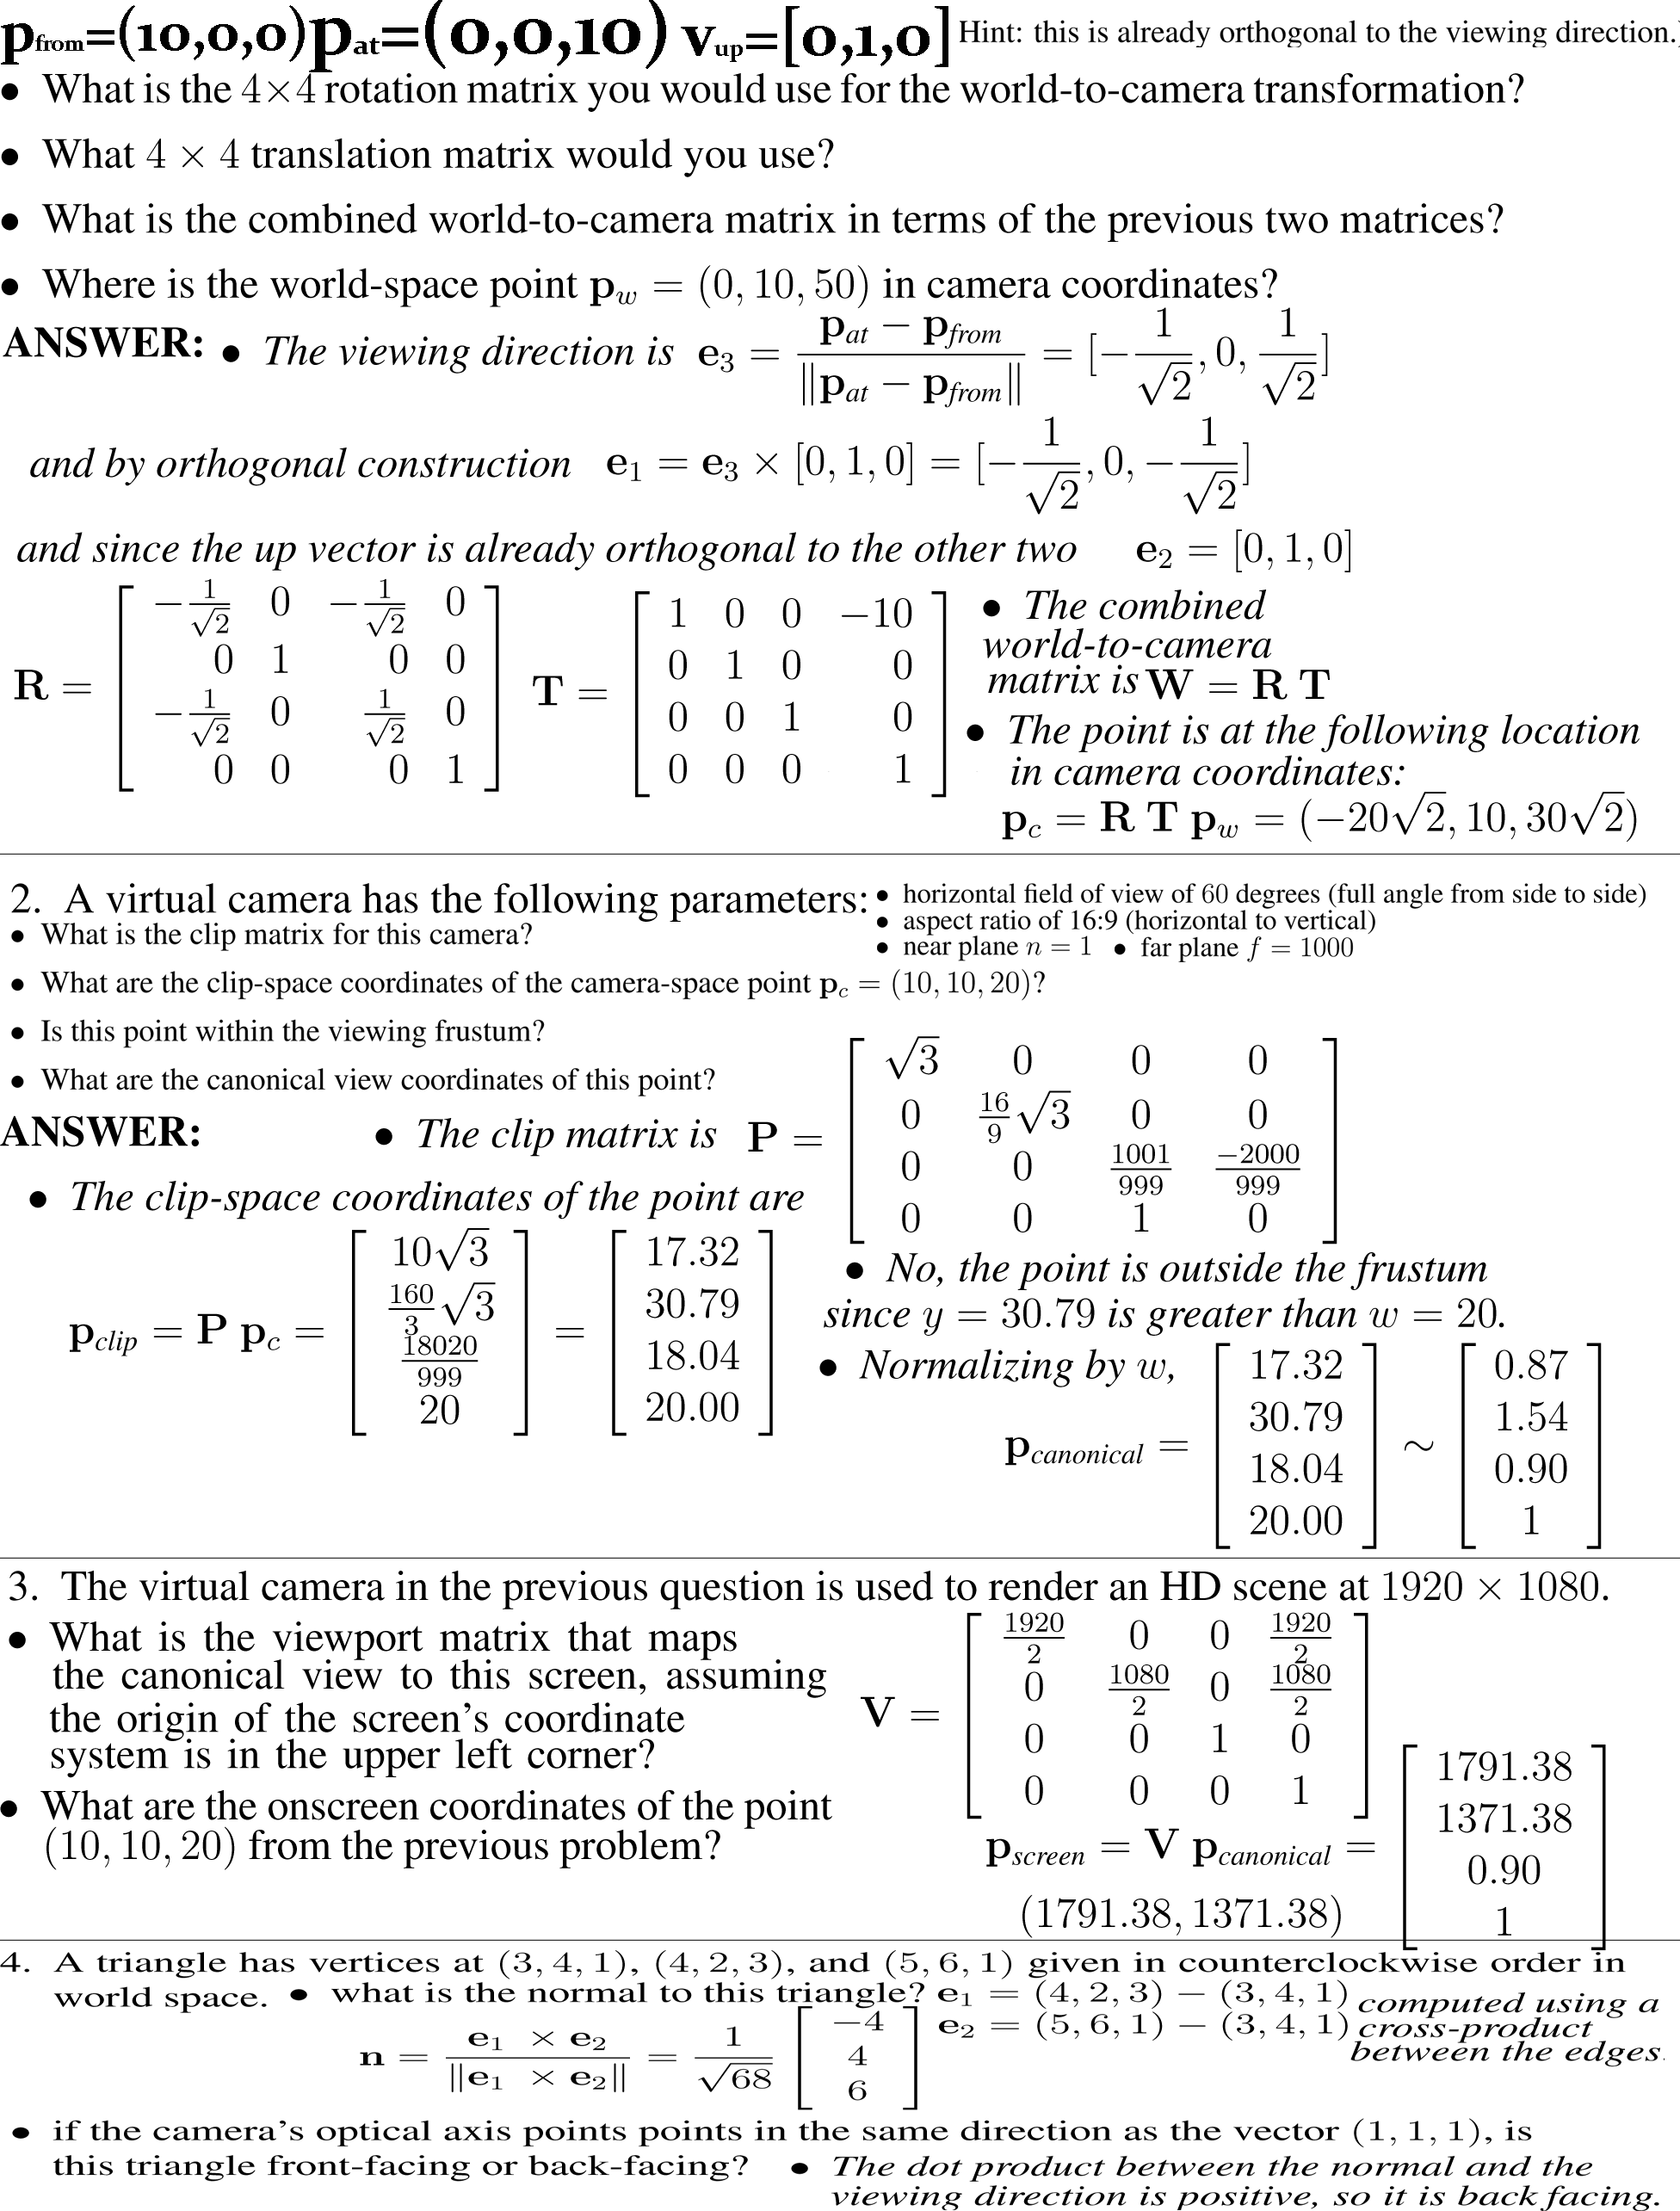 p_from=(10,0,0) p_at=(0,0,10) v_up=[0,1,0] Hint: this is already orthogonal to the viewing direction.
• What is the 4×4 rotation matrix you would use for the world-to-camera transformation?
• What 4 × 4 translation matrix would you use?
• What is the combined world-to-camera matrix in terms of the previous two matrices?
• Where is the world-space point p_w = (0, 10, 50) in camera coordinates?
ANSWER: • The viewing direction is e_3 = (p_at − p_from) / ‖p_at − p_from‖ = [−1/√2, 0, 1/√2]
and by orthogonal construction e_1 = e_3 × [0, 1, 0] = [−1/√2, 0, −1/√2]
and since the up vector is already orthogonal to the other two e_2 = [0, 1, 0]
R =
[ −1/√2 0 −1/√2 0
0 1 0 0
−1/√2 0 1/√2 0
0 0 0 1 ]
T =
[ 1 0 0 −10
0 1 0 0
0 0 1 0
0 0 0 1 ]
• The combined
world-to-camera
matrix is W = R T
• The point is at the following location
in camera coordinates:
p_c = R T p_w = (−20√2, 10, 30√2)
2. A virtual camera has the following parameters:
• horizontal field of view of 60 degrees (full angle from side to side)
• aspect ratio of 16:9 (horizontal to vertical)
• near plane n = 1 • far plane f = 1000
• What is the clip matrix for this camera?
• What are the clip-space coordinates of the camera-space point p_c = (10, 10, 20)?
• Is this point within the viewing frustum?
• What are the canonical view coordinates of this point?
ANSWER: • The clip matrix is P =
[ √3 0 0 0
0 16/9 √3 0 0
0 0 1001/999 −2000/999
0 0 1 0 ]
• The clip-space coordinates of the point are
p_clip = P p_c =
[ 10√3
160/3 √3
18020/999
20 ]
=
[ 17.32
30.79
18.04
20.00 ]
• No, the point is outside the frustum
since y = 30.79 is greater than w = 20.
• Normalizing by w,
p_canonical =
[ 17.32
30.79
18.04
20.00 ]
∼
[ 0.87
1.54
0.90
1 ]
3. The virtual camera in the previous question is used to render an HD scene at 1920 × 1080.
• What is the viewport matrix that maps
the canonical view to this screen, assuming
the origin of the screen's coordinate
system is in the upper left corner?
V =
[ 1920/2 0 0 1920/2
0 1080/2 0 1080/2
0 0 1 0
0 0 0 1 ]
• What are the onscreen coordinates of the point
(10, 10, 20) from the previous problem?
p_screen = V p_canonical =
[ 1791.38
1371.38
0.90
1 ]
(1791.38, 1371.38)
4. A triangle has vertices at (3, 4, 1), (4, 2, 3), and (5, 6, 1) given in counterclockwise order in
world space. • what is the normal to this triangle?
e_1 = (4, 2, 3) − (3, 4, 1)
e_2 = (5, 6, 1) − (3, 4, 1)
computed using a
cross-product
between the edges.
n = (e_1 × e_2) / ||e_1 × e_2|| = 1/√68
[ −4
4
6 ]
• if the camera's optical axis points points in the same direction as the vector (1, 1, 1), is
this triangle front-facing or back-facing?
• The dot product between the normal and the
viewing direction is positive, so it is back facing.